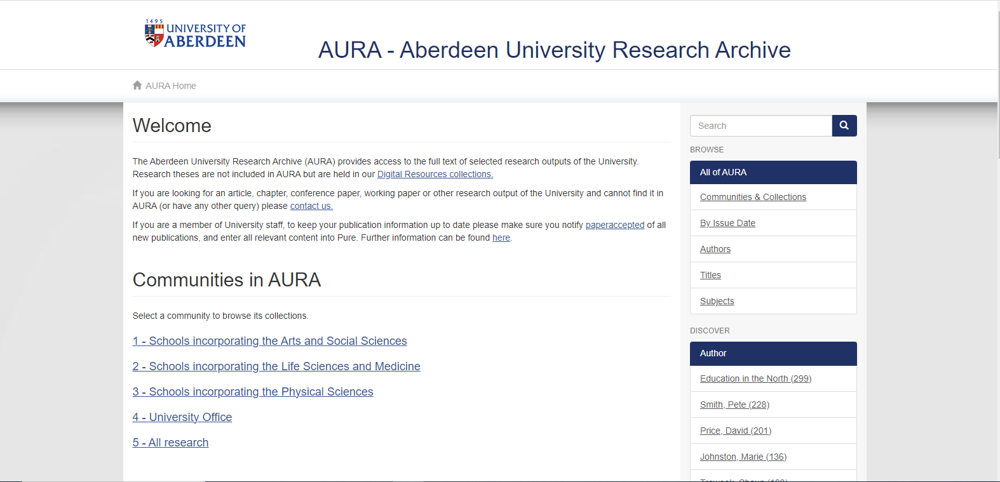 1495
UNIVERSITY OF
ABERDEEN
AURA - Aberdeen University Research Archive
AURA Home
Welcome
The Aberdeen University Research Archive (AURA) provides access to the full text of selected research outputs of the University.
Research theses are not included in AURA but are held in our Digital Resources collections.
If you are looking for an article, chapter, conference paper, working paper or other research output of the University and cannot find it in
AURA (or have any other query) please contact us.
If you are a member of University staff, to keep your publication information up to date please make sure you notify paperaccepted of all
new publications, and enter all relevant content into Pure. Further information can be found here.
Communities in AURA
Select a community to browse its collections.
1 - Schools incorporating the Arts and Social Sciences
2 - Schools incorporating the Life Sciences and Medicine
3 - Schools incorporating the Physical Sciences
4 - University Office
5 - All research
Search
BROWSE
All of AURA
Communities & Collections
By Issue Date
Authors
Titles
Subjects
DISCOVER
Author
Education in the North (299)
Smith, Pete (228)
Price, David (201)
Johnston, Marie (136)